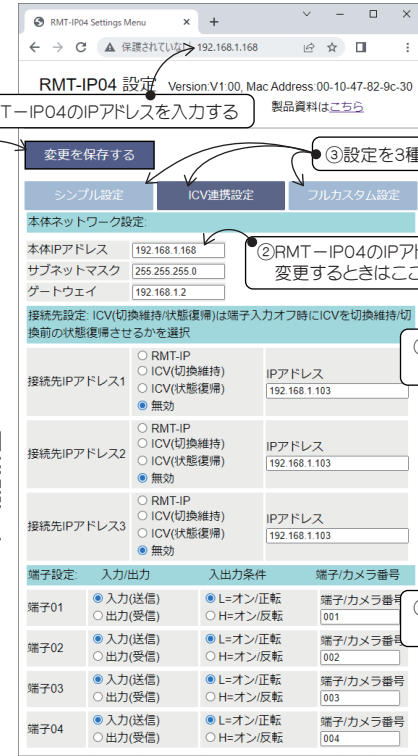 RMT-IP04 Settings Menu
保護されていない 192.168.1.168
RMT-IP04 設定 Version:V1:00, Mac Address:00-10-47-82-9c-30
T－IP04のIPアドレスを入力する
製品資料はこちら
変更を保存する
③設定を3種
シンプル設定 ICV連携設定 フルカスタム設定
本体ネットワーク設定:
本体IPアドレス 192.168.1.168
②RMT－IP04のIPアド
サブネットマスク 255.255.255.0
変更するときはここ
ゲートウェイ 192.168.1.2
接続先設定: ICV(切換維持/状態復帰)は端子入力オフ時にICVを切換維持/切
換前の状態復帰させるかを選択
接続先IPアドレス1
RMT-IP
ICV(切換維持)
ICV(状態復帰)
無効
IPアドレス
192.168.1.103
接続先IPアドレス2
RMT-IP
ICV(切換維持)
ICV(状態復帰)
無効
IPアドレス
192.168.1.103
接続先IPアドレス3
RMT-IP
ICV(切換維持)
ICV(状態復帰)
無効
IPアドレス
192.168.1.103
端子設定: 入力/出力 入出力条件 端子/カメラ番号
端子01
入力(送信) L=オン/正転 端子/カメラ番号
出力(受信) H=オン/反転 001
端子02
入力(送信) L=オン/正転 端子/カメラ番号
出力(受信) H=オン/反転 002
端子03
入力(送信) L=オン/正転 端子/カメラ番号
出力(受信) H=オン/反転 003
端子04
入力(送信) L=オン/正転 端子/カメラ番号
出力(受信) H=オン/反転 004